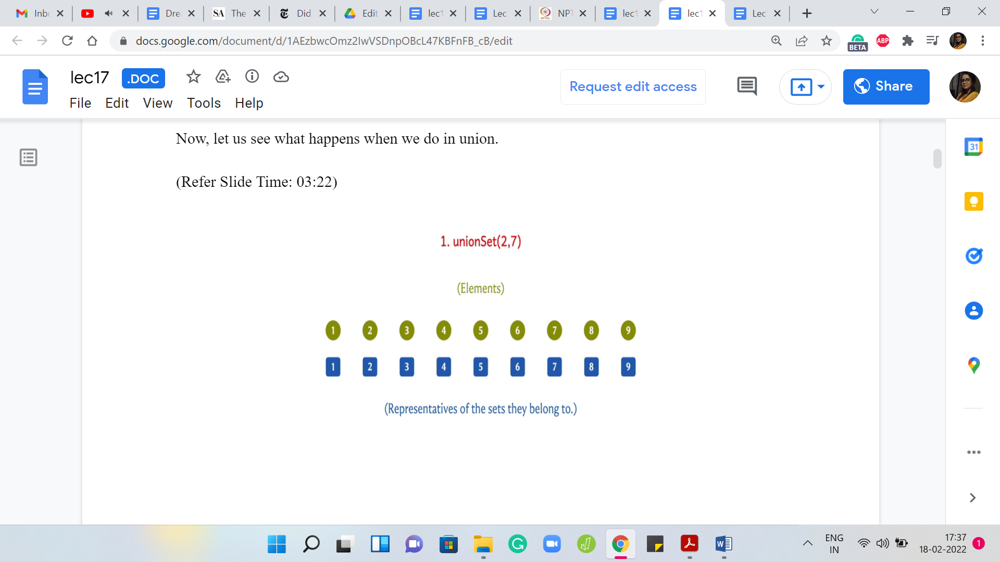 Inb
Dre
SA The
Did
Edit
lec1
Lec
NPT
lec1
lec1
Lec
docs.google.com/document/d/1AEzbwcOmz2IwVSDnpOBcL47KBFnFB_cB/edit
BETA
ABP
lec17 .DOC
Request edit access
Share
File Edit View Tools Help
Now, let us see what happens when we do in union.
31
(Refer Slide Time: 03:22)
1. unionSet(2,7)
(Elements)
1 2 3 4 5 6 7 8 9
1 2 3 4 5 6 7 8 9
(Representatives of the sets they belong to.)
ENG
IN
17:37
18-02-2022
1